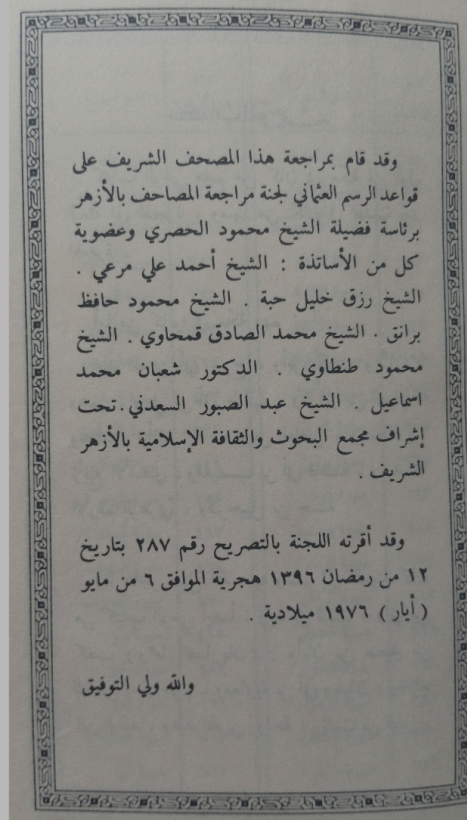 وقد قام بمراجعة هذا المصحف الشريف على
قواعد الرسم العثماني لجنة مراجعة المصاحف بالأزهر
برئاسة فضيلة الشيخ محمود الحصري وعضوية
كل من الأساتذة : الشيخ أحمد علي مرعي .
الشيخ رزق خليل حبة . الشيخ محمود حافظ
برانق . الشيخ محمد الصادق قمحاوي . الشيخ
محمود طنطاوي . الدكتور شعبان محمد
اسماعيل . الشيخ عبد الصبور السعدني . تحت
إشراف مجمع البحوث والثقافة الإسلامية بالأزهر
الشريف .
وقد أقرته اللجنة بالتصريح رقم ٢٨٧ بتاريخ
١٢ من رمضان ١٣٩٦ هجرية الموافق ٦ من مايو
( أيار ) ١٩٧٦ ميلادية .
والله ولي التوفيق